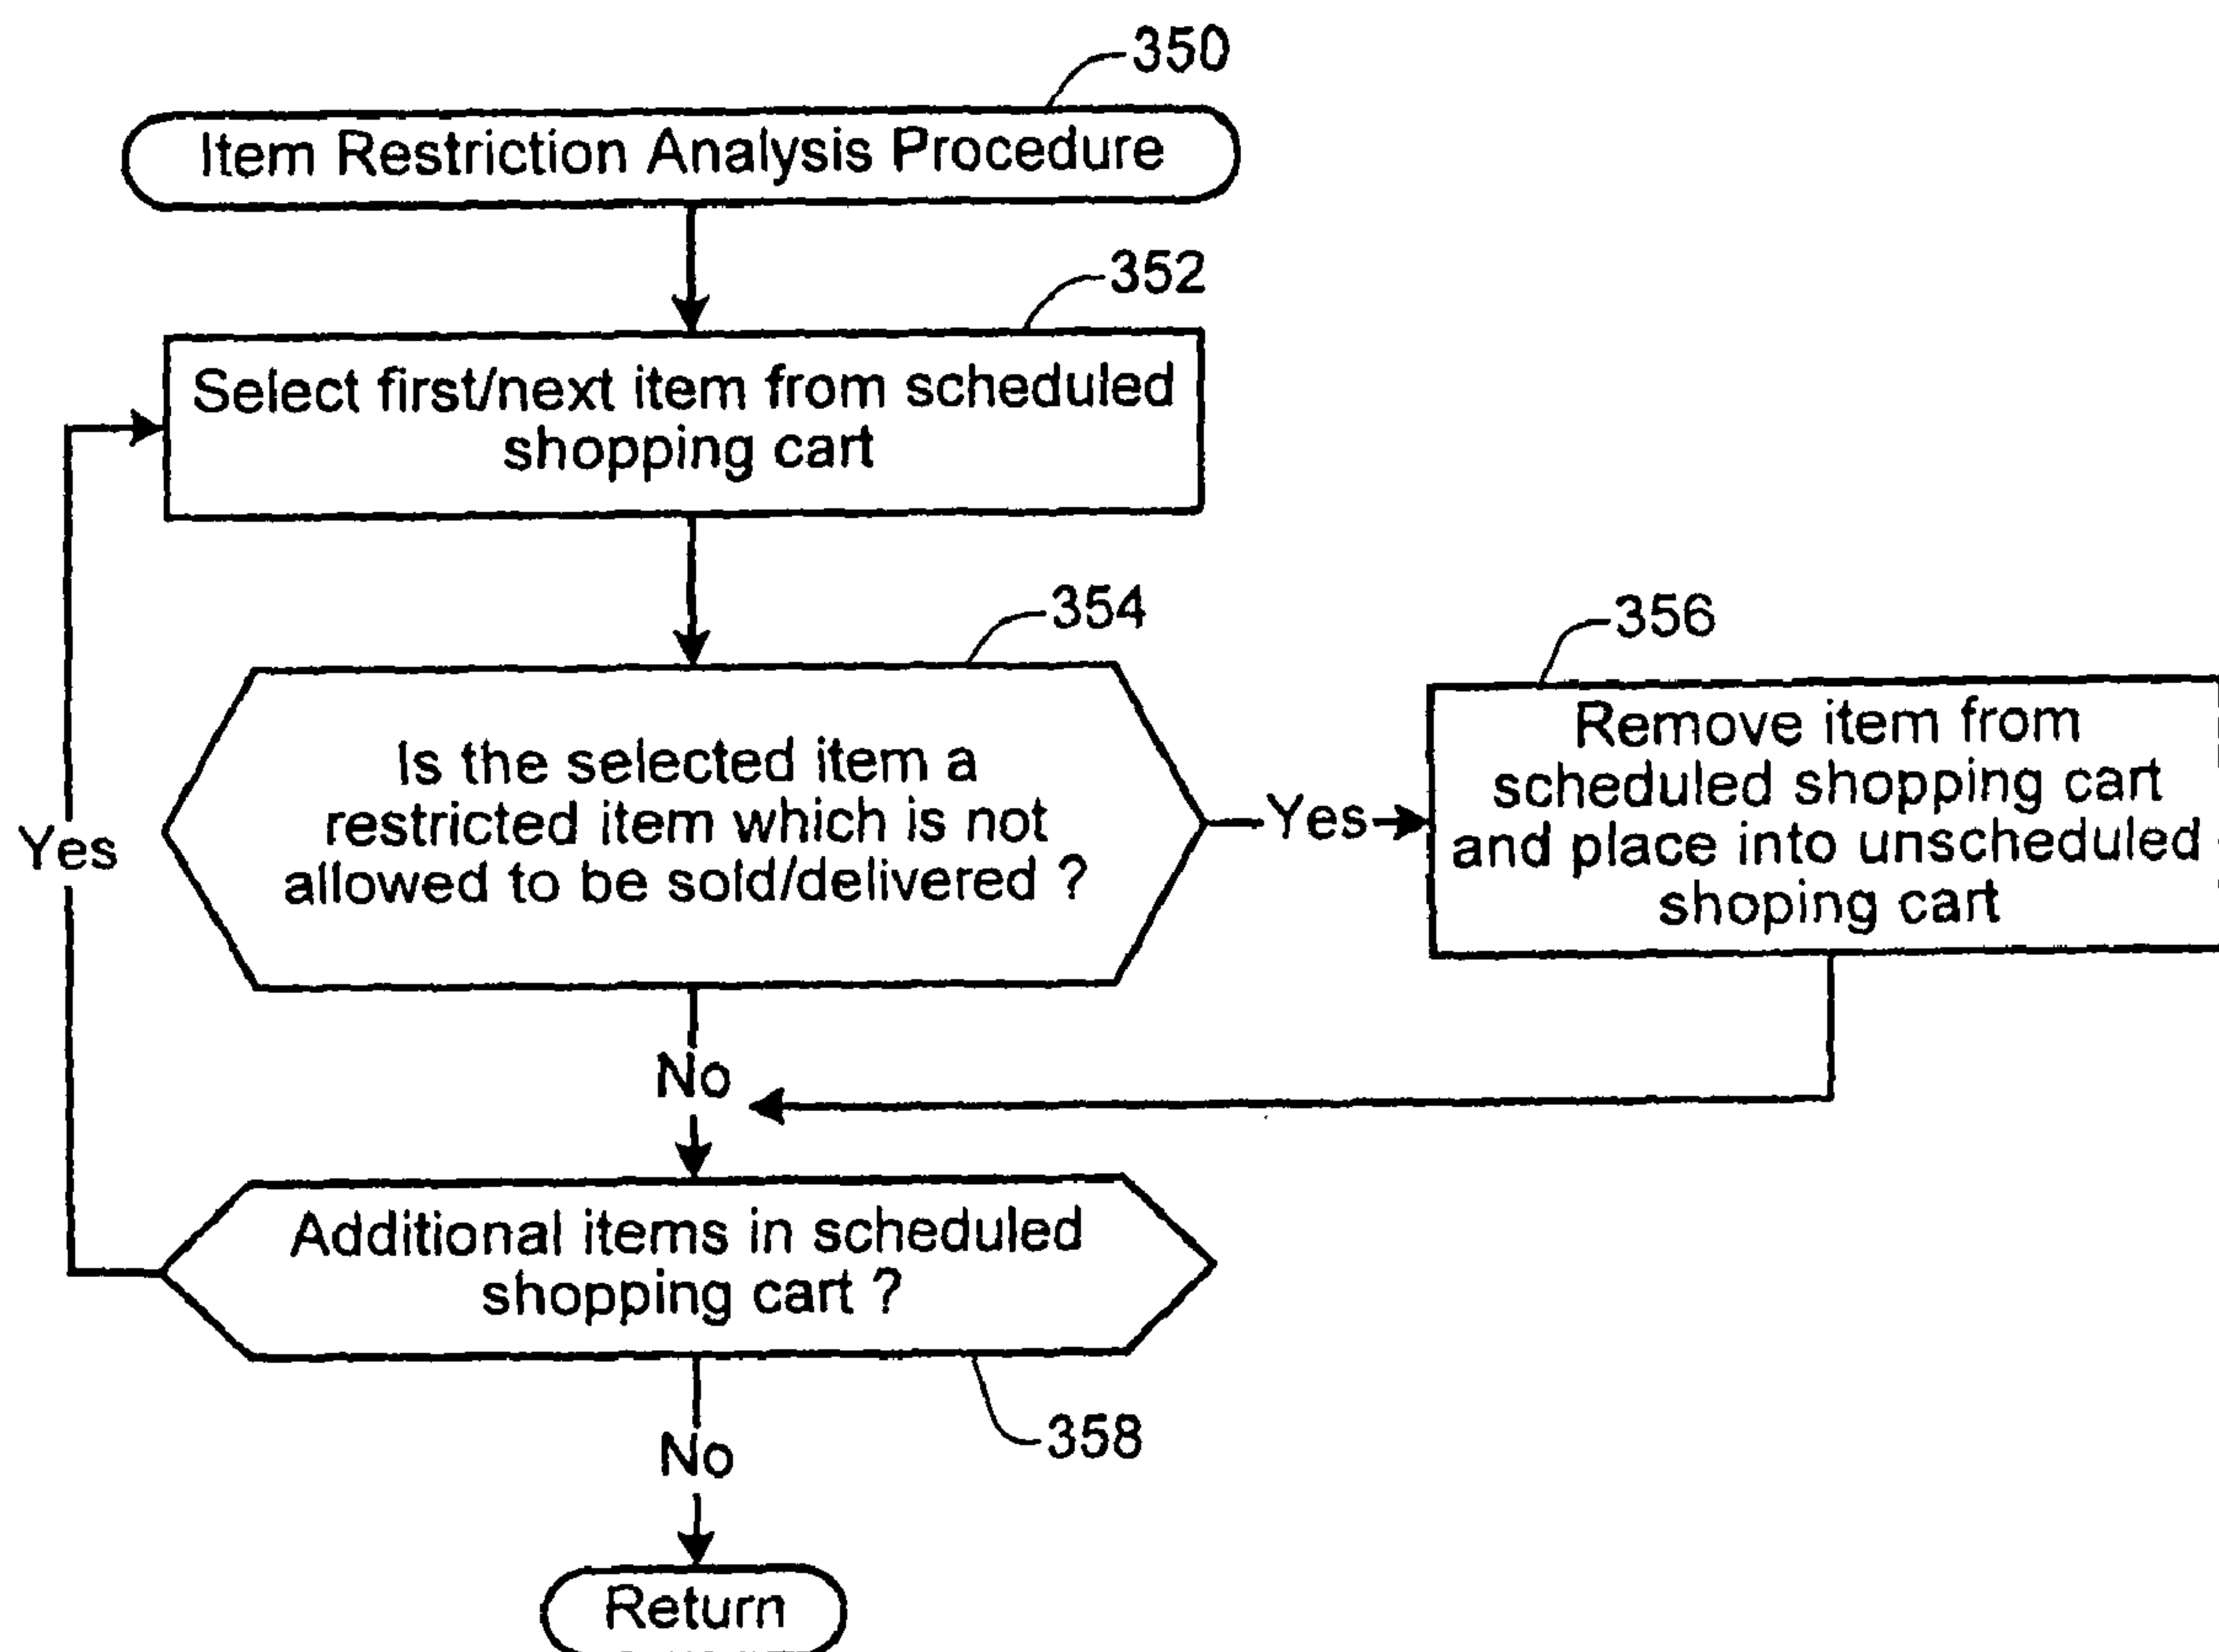 350
Item Restriction Analysis Procedure
352
Select first/next item from scheduled
shopping cart
354
Is the selected item a
restricted item which is not
allowed to be sold/delivered ?
Yes
356
Remove item from
scheduled shopping cart
and place into unscheduled
shoping cart
Yes
No
Additional items in scheduled
shopping cart ?
358
No
Return